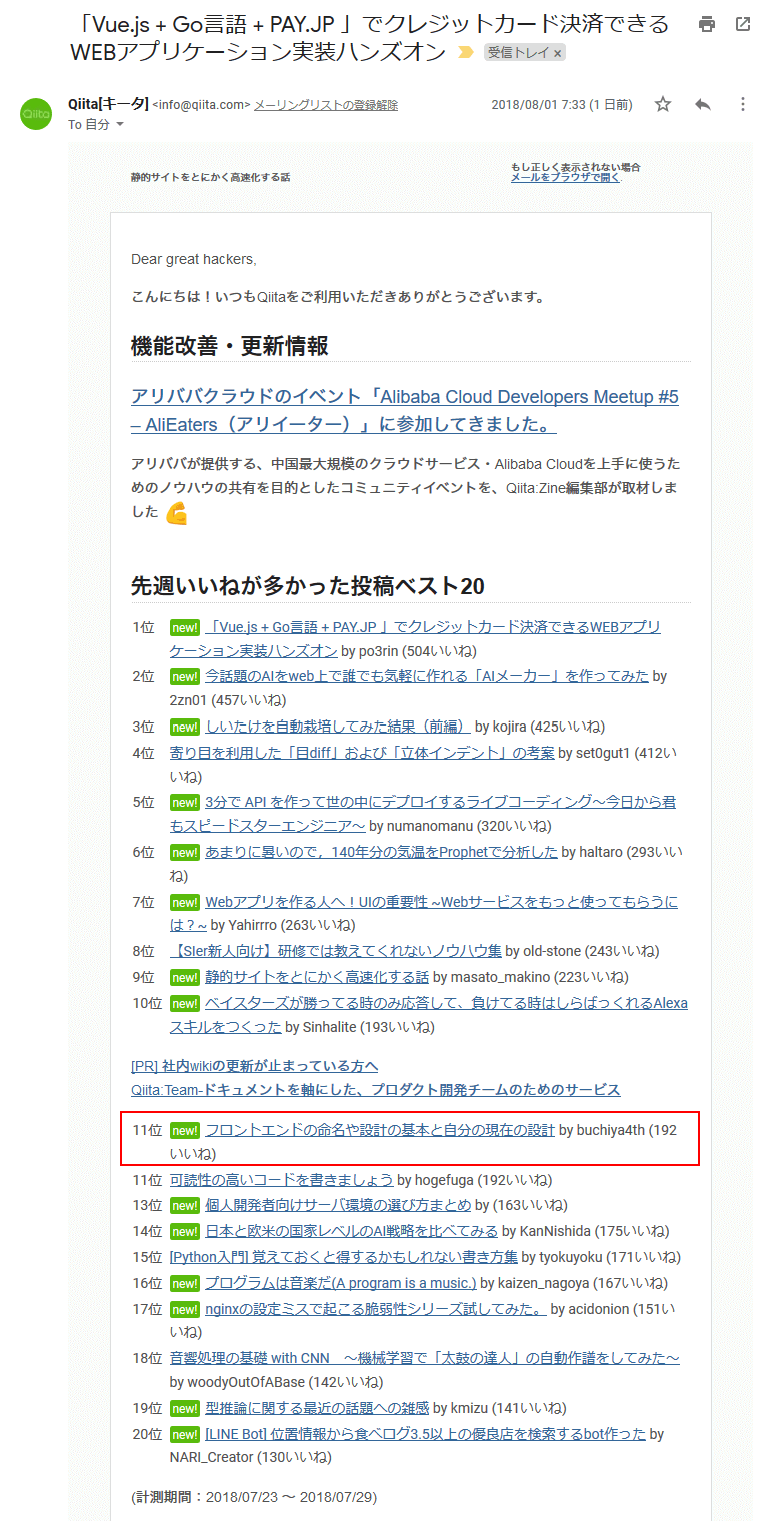 「Vue.js + Go言語 + PAY.JP 」でクレジットカード決済できる
WEBアプリケーション実装ハンズオン 受信トレイ ×
Qiita
Qiita[キータ] <info@qiita.com> メーリングリストの登録解除 2018/08/01 7:33 (1 日前)
To 自分
静的サイトをとにかく高速化する話
もし正しく表示されない場合
メールをブラウザで開く.
Dear great hackers,
こんにちは！いつもQiitaをご利用いただきありがとうございます。
機能改善・更新情報
アリババクラウドのイベント「Alibaba Cloud Developers Meetup #5
– AliEaters（アリイーター）」に参加してきました。
アリババが提供する、中国最大規模のクラウドサービス・Alibaba Cloudを上手に使うた
めのノウハウの共有を目的としたコミュニティイベントを、Qiita:Zine編集部が取材しま
した 💪
先週いいねが多かった投稿ベスト20
1位 new! 「Vue.js + Go言語 + PAY.JP 」でクレジットカード決済できるWEBアプリ
ケーション実装ハンズオン by po3rin (504いいね)
2位 new! 今話題のAIをweb上で誰でも気軽に作れる「AIメーカー」を作ってみた by
2zn01 (457いいね)
3位 new! しいたけを自動栽培してみた結果（前編） by kojira (425いいね)
4位 寄り目を利用した「目diff」および「立体インデント」の考案 by set0gut1 (412い
いね)
5位 new! 3分で API を作って世の中にデプロイするライブコーディング〜今日から君
もスピードスターエンジニア〜 by numanomanu (320いいね)
6位 new! あまりに暑いので，140年分の気温をProphetで分析した by haltaro (293いい
ね)
7位 new! Webアプリを作る人へ！UIの重要性 ~Webサービスをもっと使ってもらうに
は？~ by Yahirrro (263いいね)
8位 【SIer新人向け】研修では教えてくれないノウハウ集 by old-stone (243いいね)
9位 new! 静的サイトをとにかく高速化する話 by masato_makino (223いいね)
10位 new! ベイスターズが勝ってる時のみ応答して、負けてる時はしらばっくれるAlexa
スキルをつくった by Sinhalite (193いいね)
[PR] 社内wikiの更新が止まっている方へ
Qiita:Team-ドキュメントを軸にした、プロダクト開発チームのためのサービス
11位 new! フロントエンドの命名や設計の基本と自分の現在の設計 by buchiya4th (192
いいね)
11位 可読性の高いコードを書きましょう by hogefuga (192いいね)
13位 new! 個人開発者向けサーバ環境の選び方まとめ by (163いいね)
14位 new! 日本と欧米の国家レベルのAI戦略を比べてみる by KanNishida (175いいね)
15位 [Python入門] 覚えておくと得するかもしれない書き方集 by tyokuyoku (171いいね)
16位 new! プログラムは音楽だ(A program is a music.) by kaizen_nagoya (167いいね)
17位 new! nginxの設定ミスで起こる脆弱性シリーズ試してみた。 by acidonion (151い
いね)
18位 音響処理の基礎 with CNN　〜機械学習で「太鼓の達人」の自動作譜をしてみた〜
by woodyOutOfABase (142いいね)
19位 new! 型推論に関する最近の話題への雑感 by kmizu (141いいね)
20位 new! [LINE Bot] 位置情報から食べログ3.5以上の優良店を検索するbot作った by
NARI_Creator (130いいね)
(計測期間：2018/07/23 〜 2018/07/29)